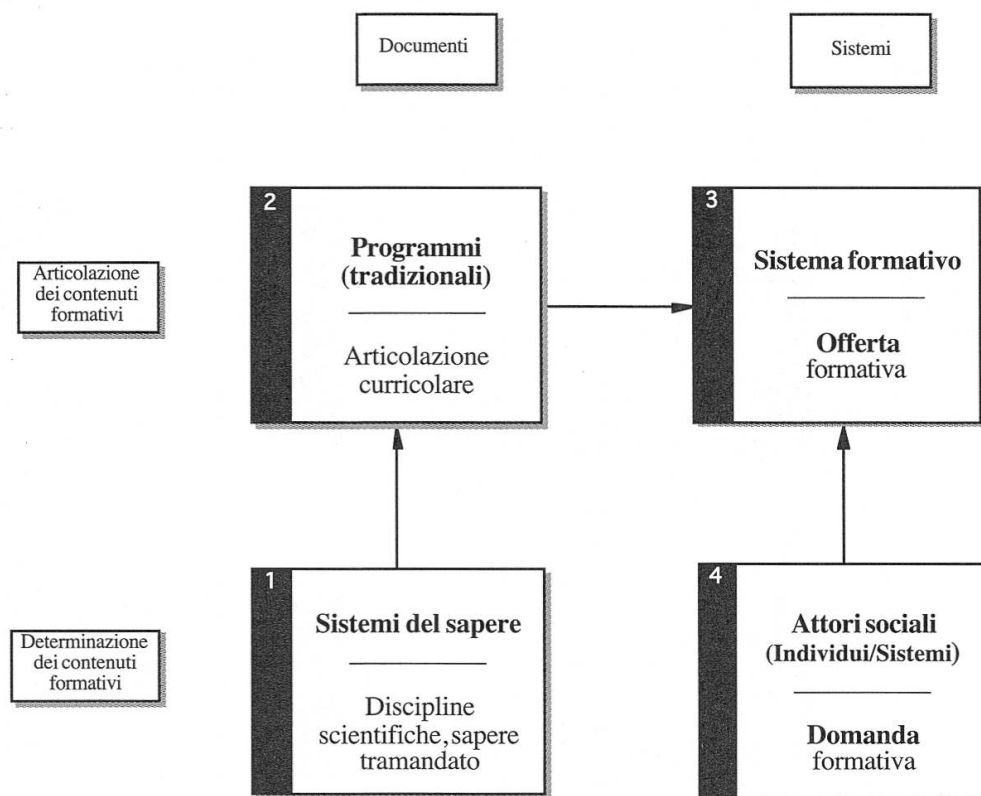 Documenti
Sistemi
Articolazione
dei contenuti
formativi
2
Programmi
(tradizionali)
Articolazione
curricolare
3
Sistema formativo
Offerta
formativa
Determinazione
dei contenuti
formativi
1
Sistemi del sapere
Discipline
scientifiche, sapere
tramandato
4
Attori sociali
(Individui/Sistemi)
Domanda
formativa